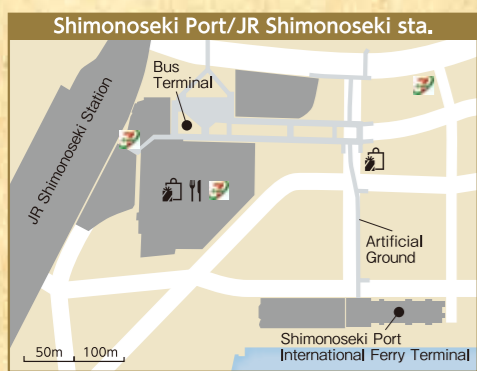 Shimonoseki Port/JR Shimonoseki sta.
Bus
Terminal
JR Shimonoseki Station
Artificial
Ground
Shimonoseki Port
International Ferry Terminal
50m 100m